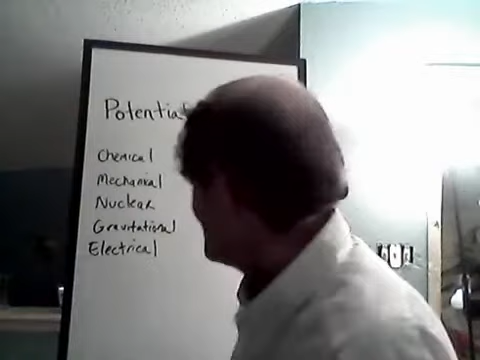 Potential
Chemical
Mechanical
Nuclear
Gravitational
Electrical